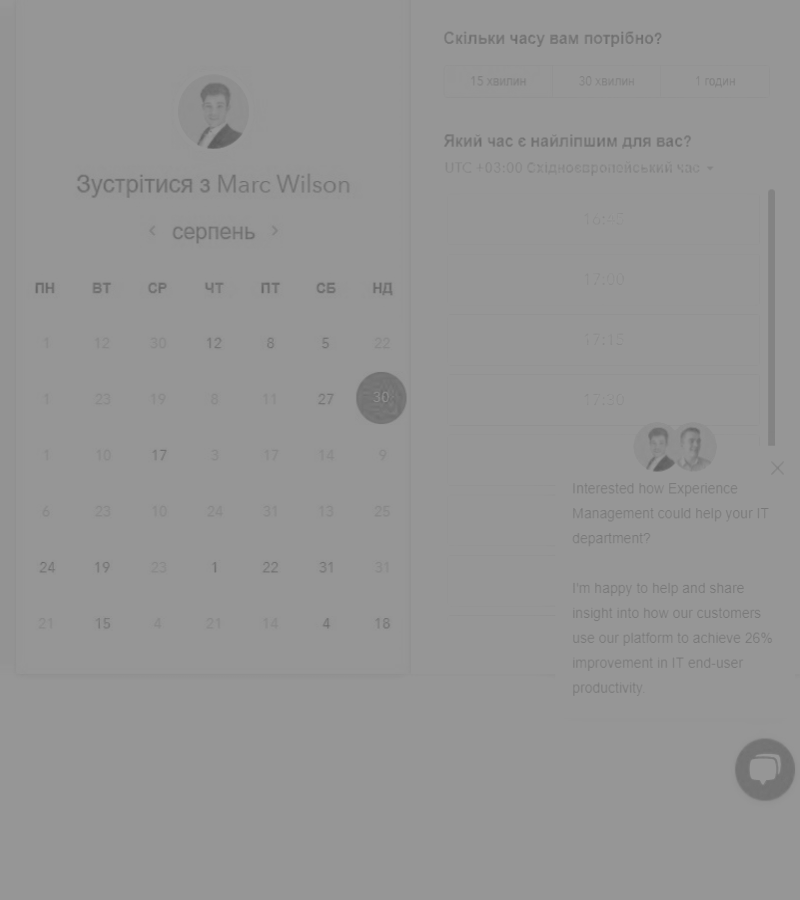 Зустрітися з Marc Wilson
‹ серпень ›
ПН ВТ СР ЧТ ПТ СБ НД
1 12 30 12 8 5 22
1 23 19 8 11 27 30
1 10 17 3 17 14 9
6 23 10 24 31 13 25
24 19 23 1 22 31 31
21 15 4 21 14 4 18
Скільки часу вам потрібно?
15 хвилин 30 хвилин 1 годин
Який час є найліпшим для вас?
UTC +03:00 Східноєвропейський час
16:45
17:00
17:15
17:30
Interested how Experience
Management could help your IT
department?
I'm happy to help and share
insight into how our customers
use our platform to achieve 26%
improvement in IT end-user
productivity.